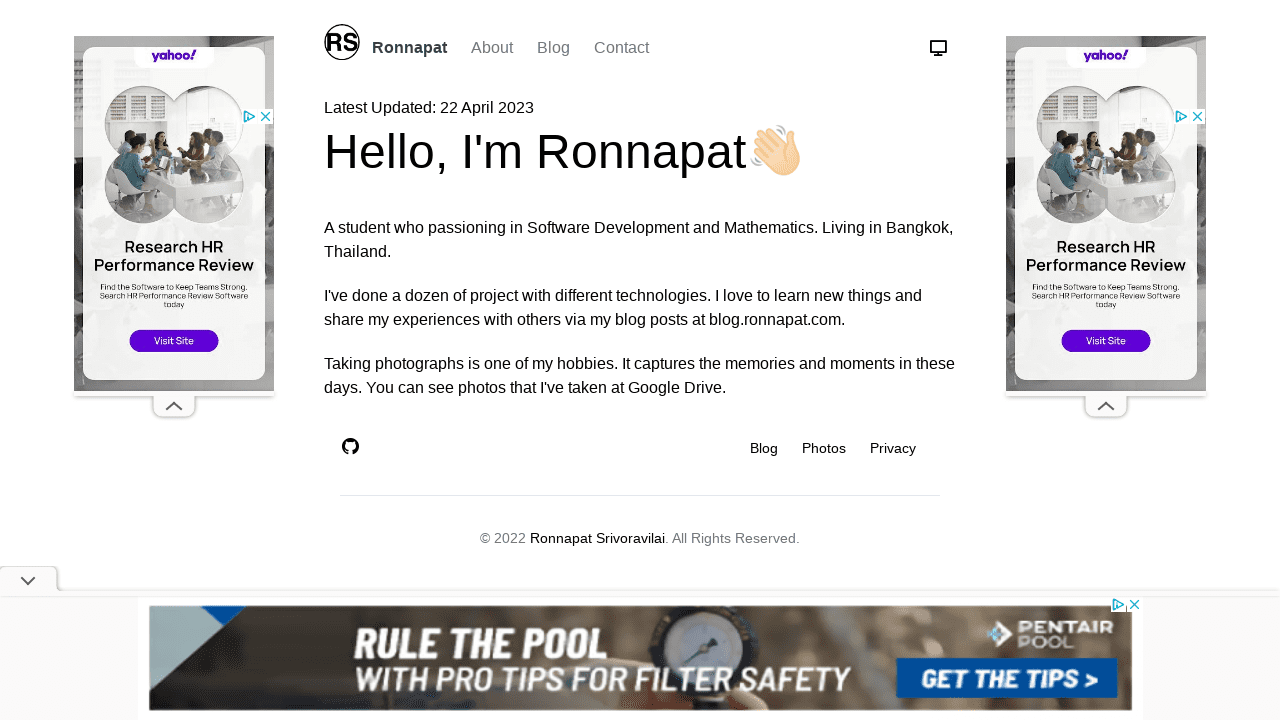 RS Ronnapat About Blog Contact
Latest Updated: 22 April 2023
Hello, I'm Ronnapat👋🏻
A student who passioning in Software Development and Mathematics. Living in Bangkok,
Thailand.
I've done a dozen of project with different technologies. I love to learn new things and
share my experiences with others via my blog posts at blog.ronnapat.com.
Taking photographs is one of my hobbies. It captures the memories and moments in these
days. You can see photos that I've taken at Google Drive.
Blog Photos Privacy
© 2022 Ronnapat Srivoravilai. All Rights Reserved.
yahoo!
Research HR
Performance Review
Find the Software to Keep Teams Strong.
Search HR Performance Review Software
today
Visit Site
yahoo!
Research HR
Performance Review
Find the Software to Keep Teams Strong.
Search HR Performance Review Software
today
Visit Site
RULE THE POOL
WITH PRO TIPS FOR FILTER SAFETY
PENTAIR
POOL
GET THE TIPS >